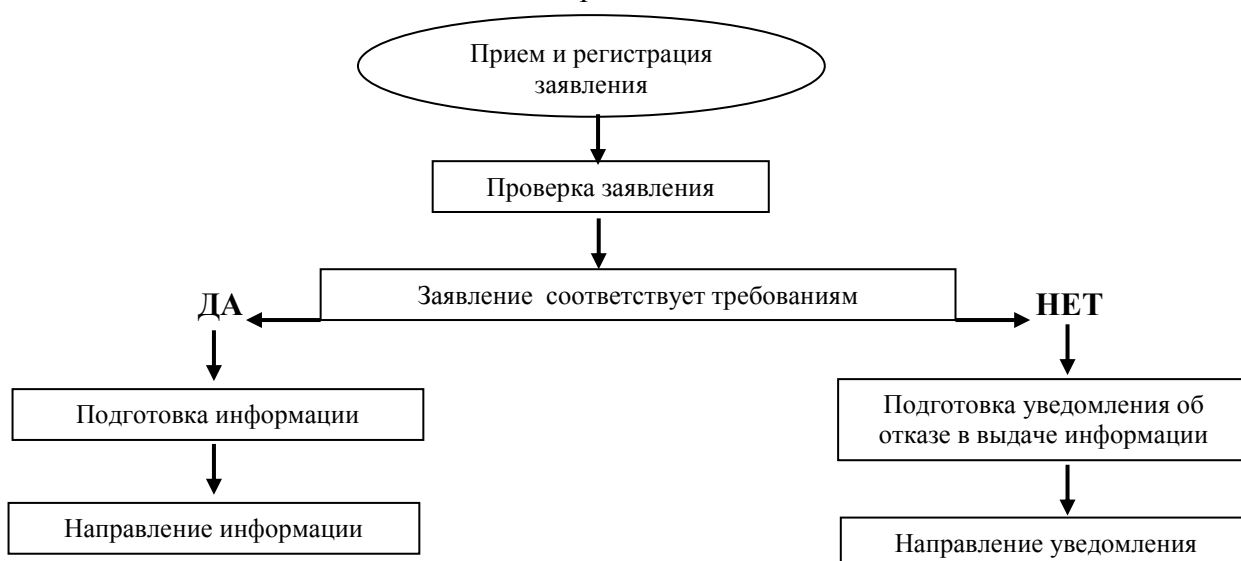 Прием и регистрация
заявления
Проверка заявления
Заявление соответствует требованиям
ДА
НЕТ
Подготовка информации
Подготовка уведомления об
отказе в выдаче информации
Направление информации
Направление уведомления